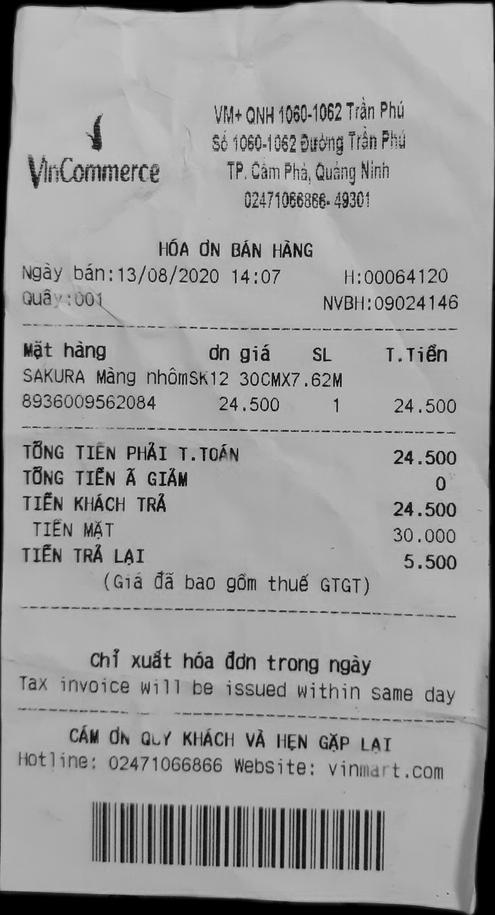 VinCommerce
VM+ QNH 1060-1062 Trần Phú
Số 1060-1062 Đường Trần Phú
TP. Cẩm Phả, Quảng Ninh
02471066866- 49301
HÓA ƠN BÁN HÀNG
Ngày bán:13/08/2020 14:07 H:00064120
Quầy:001 NVBH:09024146
Mặt hàng ơn giá SL T.Tiền
SAKURA Màng nhômSK12 30CMX7.62M
8936009562084 24.500 1 24.500
TỔNG TIỀN PHẢI T.TOÁN 24.500
TỔNG TIỀN Ã GIẢM 0
TIỀN KHÁCH TRẢ 24.500
TIỀN MẶT 30.000
TIỀN TRẢ LẠI 5.500
(Giá đã bao gồm thuế GTGT)
Chỉ xuất hóa đơn trong ngày
Tax invoice will be issued within same day
CẢM ƠN QUÝ KHÁCH VÀ HẸN GẶP LẠI
Hotline: 02471066866 Website: vinmart.com